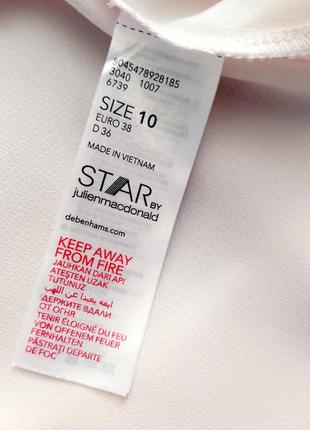 5045478928185
3040 1007
6739
SIZE 10
EURO 38
D 36
MADE IN VIETNAM
STAR BY
julienmacdonald
debenhams.com
KEEP AWAY
FROM FIRE
JAUHKAN DARI API
ATEŞTEN UZAK
TUTUNUZ
ابقه بعيدا عن اللهب
ДЕРЖИТЕ ВДАЛИ
ОТ ОГНЯ
TENIR ÉLOIGNÉ DU FEU
VON OFFENEM FEUER
FERNHALTEN
PĂSTRAȚI DEPARTE
DE FOC